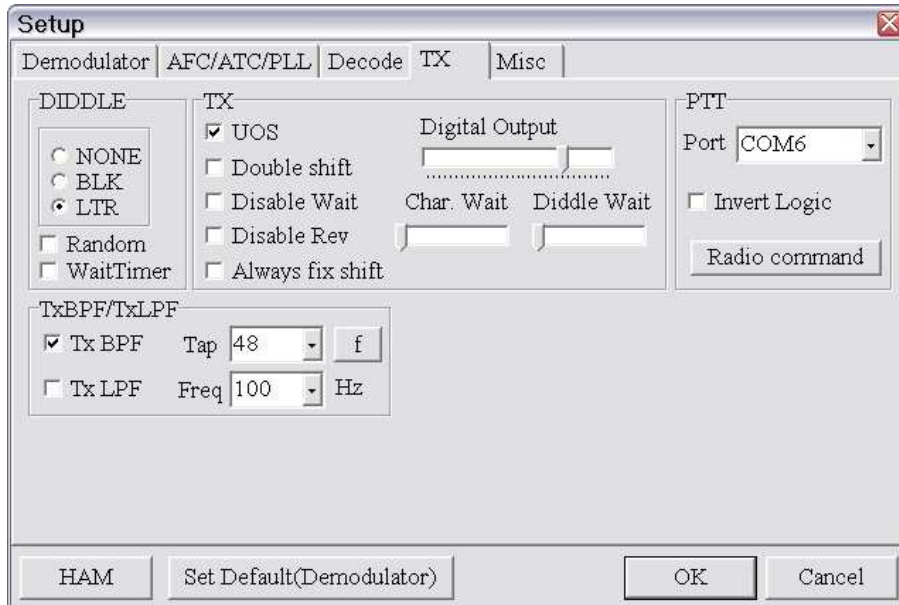 Setup
Demodulator AFC/ATC/PLL Decode TX Misc
DIDDLE
NONE
BLK
LTR
Random
WaitTimer
TX
UOS
Double shift
Disable Wait
Disable Rev
Always fix shift
Digital Output
Char. Wait Diddle Wait
PTT
Port COM6
Invert Logic
Radio command
TxBPF/TxLPF
Tx BPF Tap 48 f
Tx LPF Freq 100 Hz
HAM Set Default(Demodulator) OK Cancel